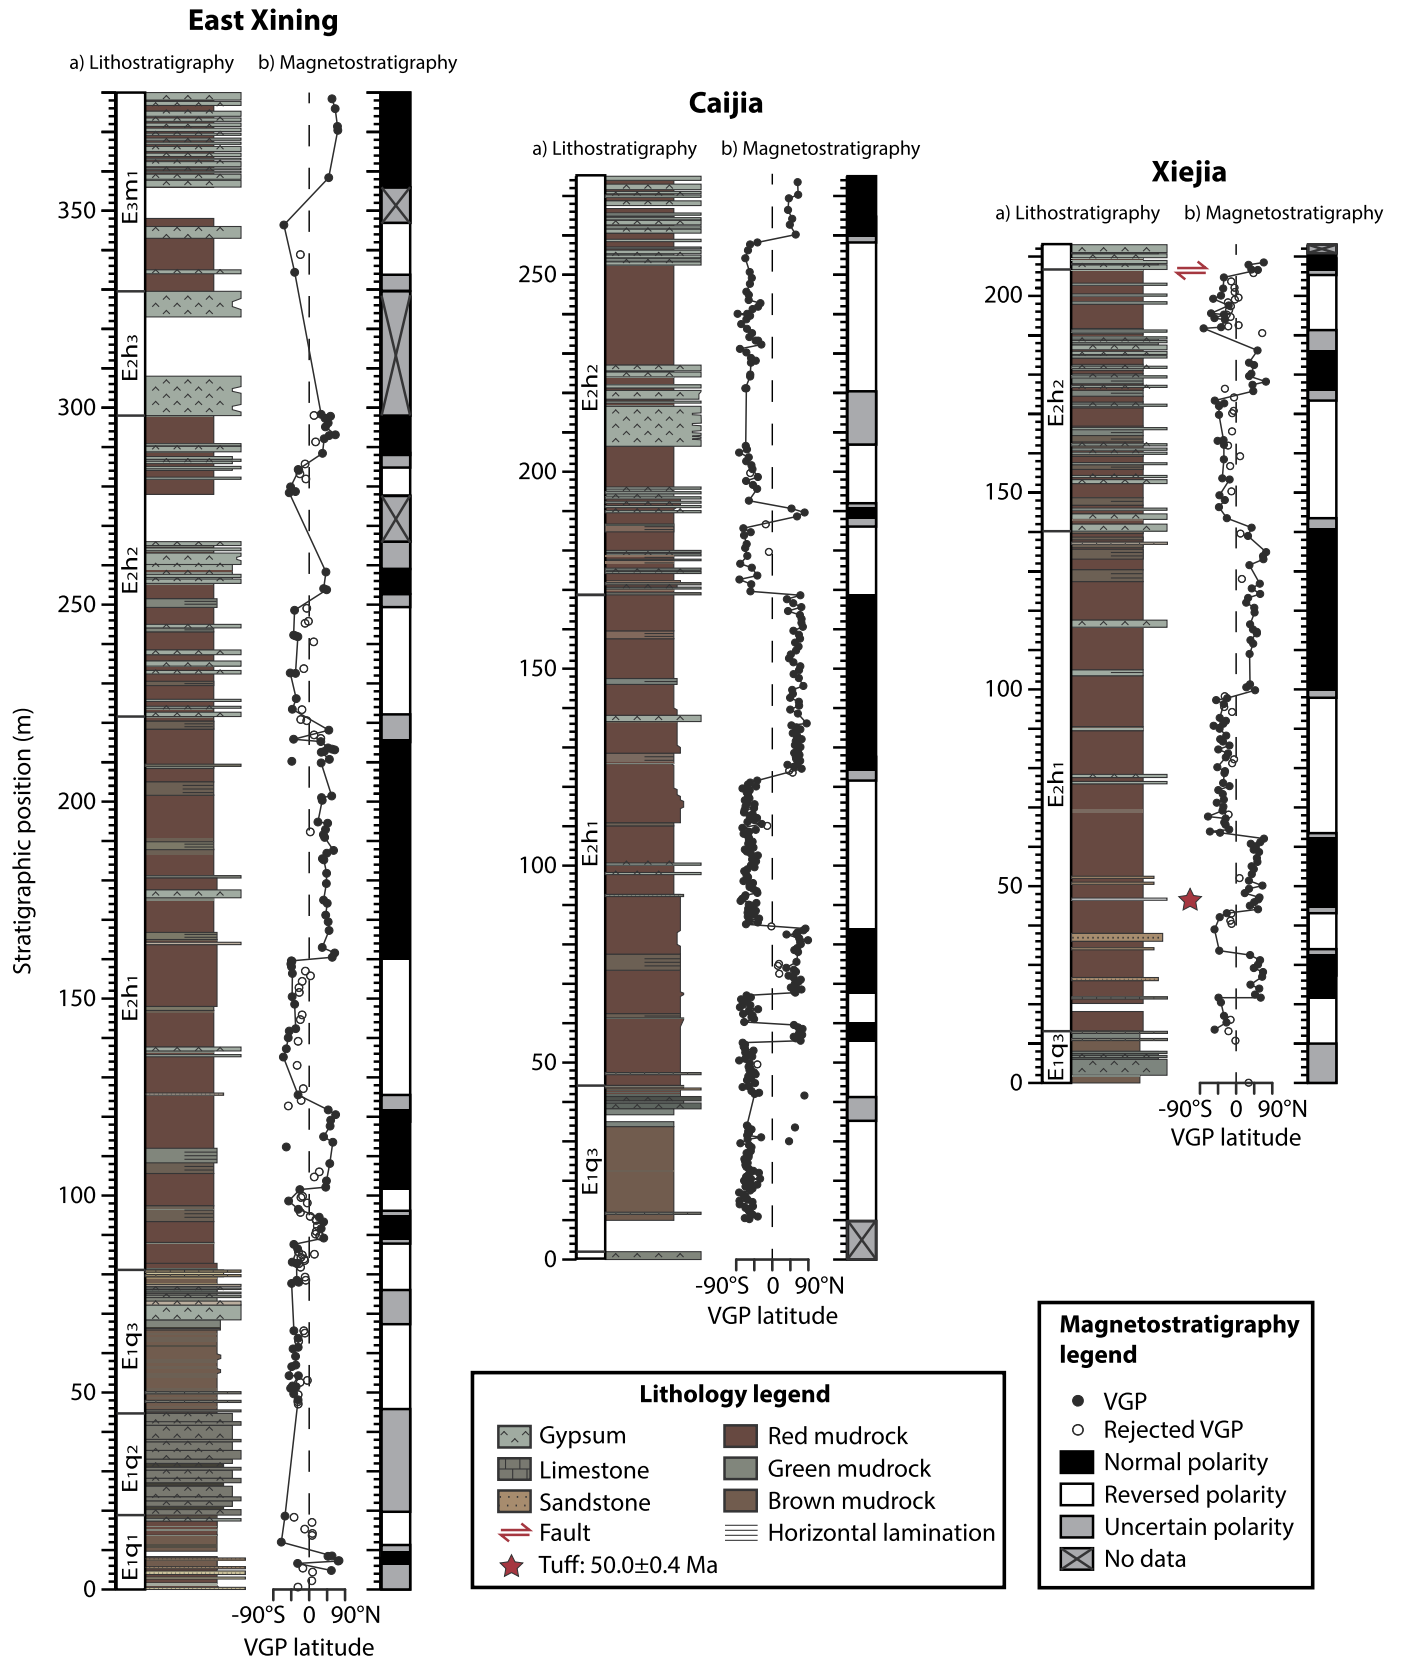 East Xining
a) Lithostratigraphy b) Magnetostratigraphy
Stratigraphic position (m)
350
300
250
200
150
100
50
0
E3m1
E2h3
E2h2
E2h1
E1q3
E1q2
E1q1
-90°S 0 90°N
VGP latitude
Caijia
a) Lithostratigraphy b) Magnetostratigraphy
250
200
150
100
50
0
E2h2
E2h1
E1q3
-90°S 0 90°N
VGP latitude
Xiejia
a) Lithostratigraphy b) Magnetostratigraphy
200
150
100
50
0
E2h2
E2h1
E1q3
-90°S 0 90°N
VGP latitude
Lithology legend
Gypsum
Limestone
Sandstone
Fault
Tuff: 50.0±0.4 Ma
Red mudrock
Green mudrock
Brown mudrock
Horizontal lamination
Magnetostratigraphy
legend
VGP
Rejected VGP
Normal polarity
Reversed polarity
Uncertain polarity
No data